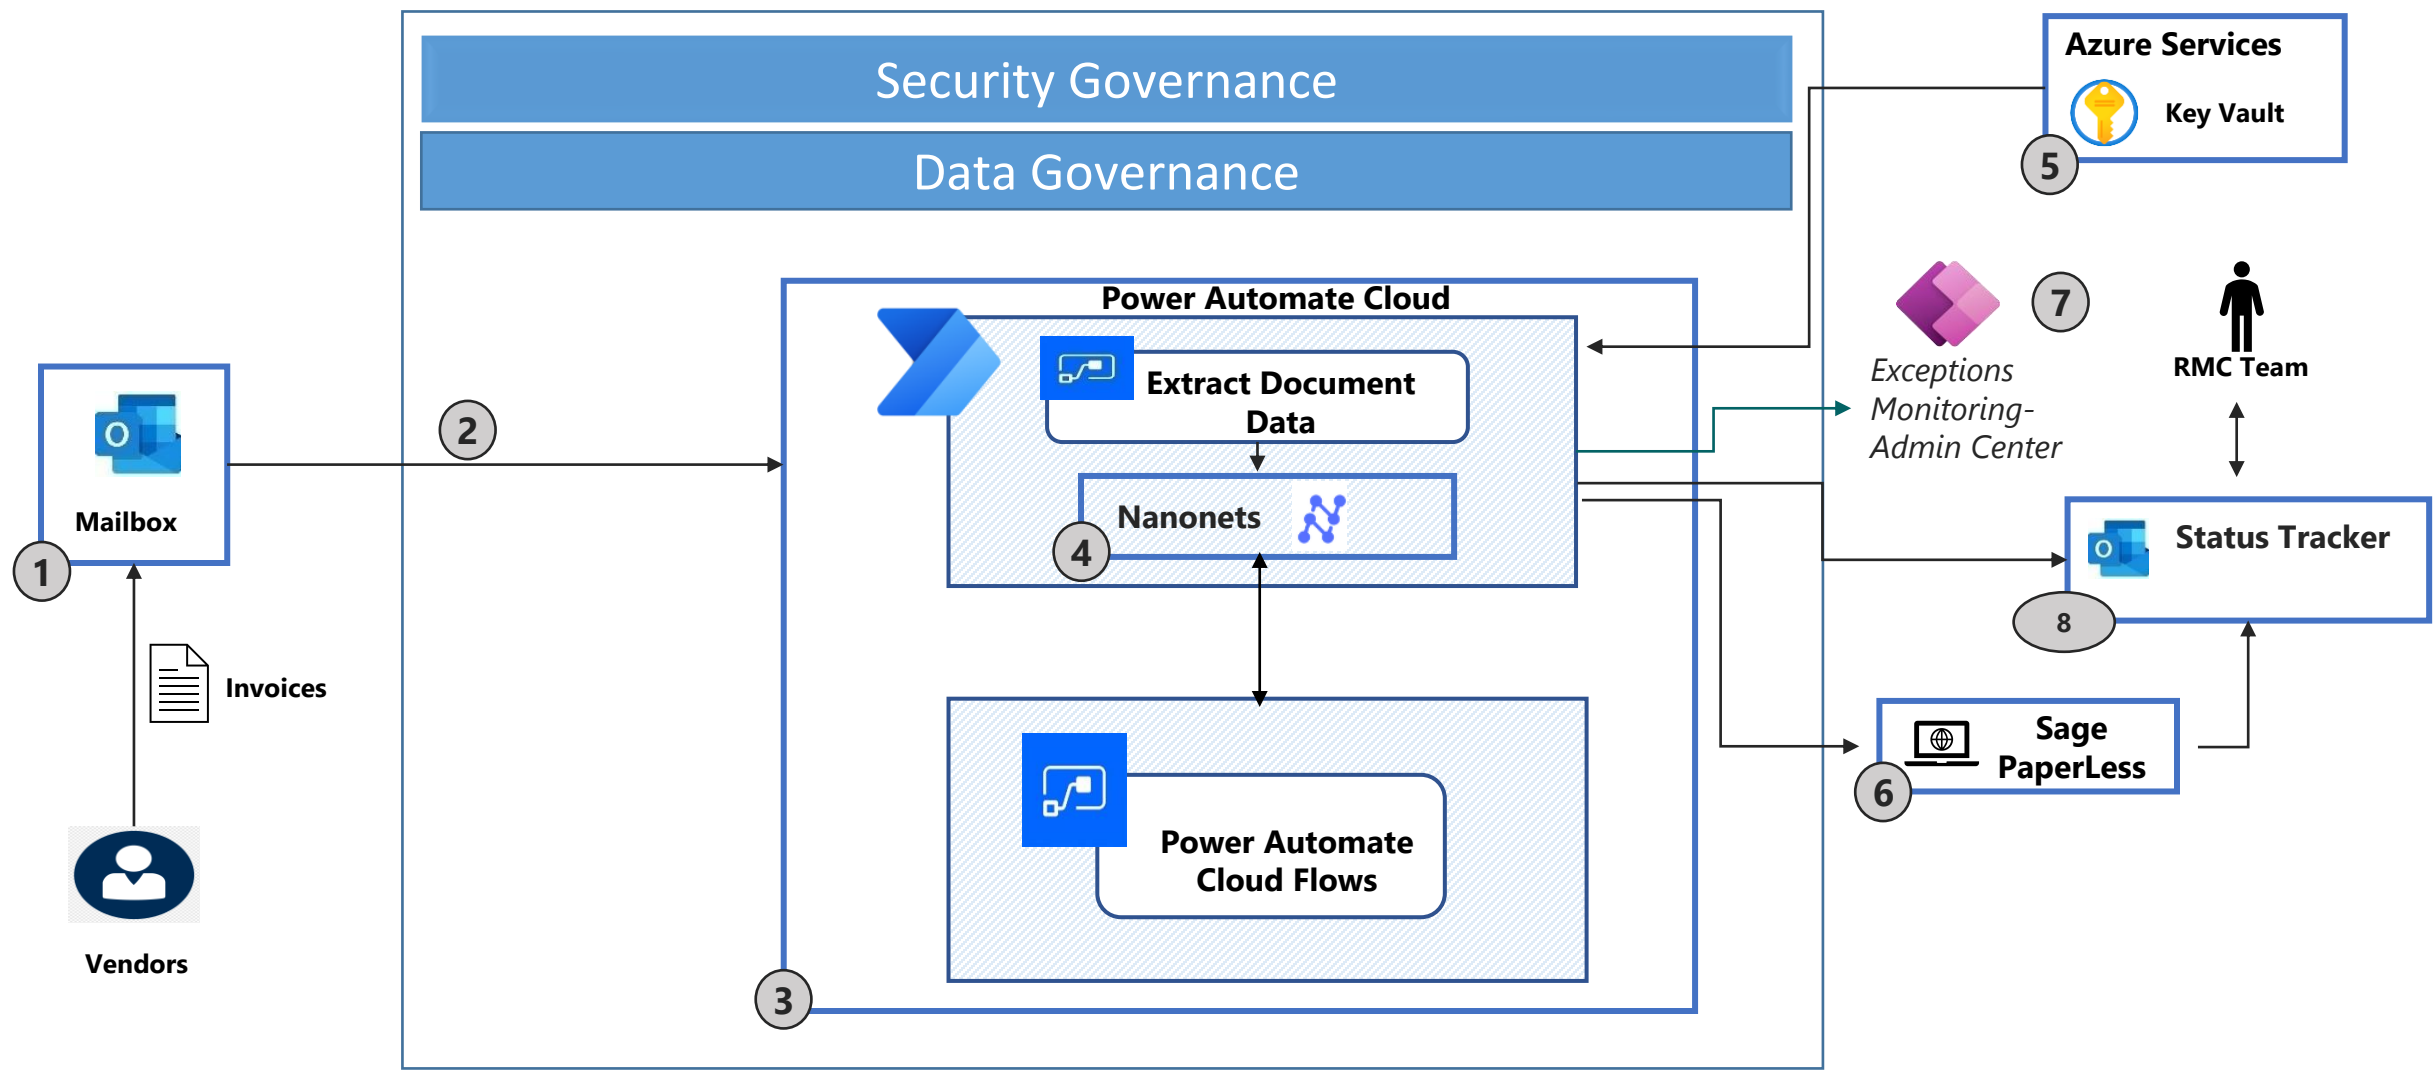 Security Governance
Data Governance
Azure Services
Key Vault
5
Power Automate Cloud
Extract Document
Data
Nanonets
4
Power Automate
Cloud Flows
3
2
Mailbox
1
Invoices
Vendors
7
Exceptions
Monitoring-
Admin Center
RMC Team
Status Tracker
8
Sage
PaperLess
6